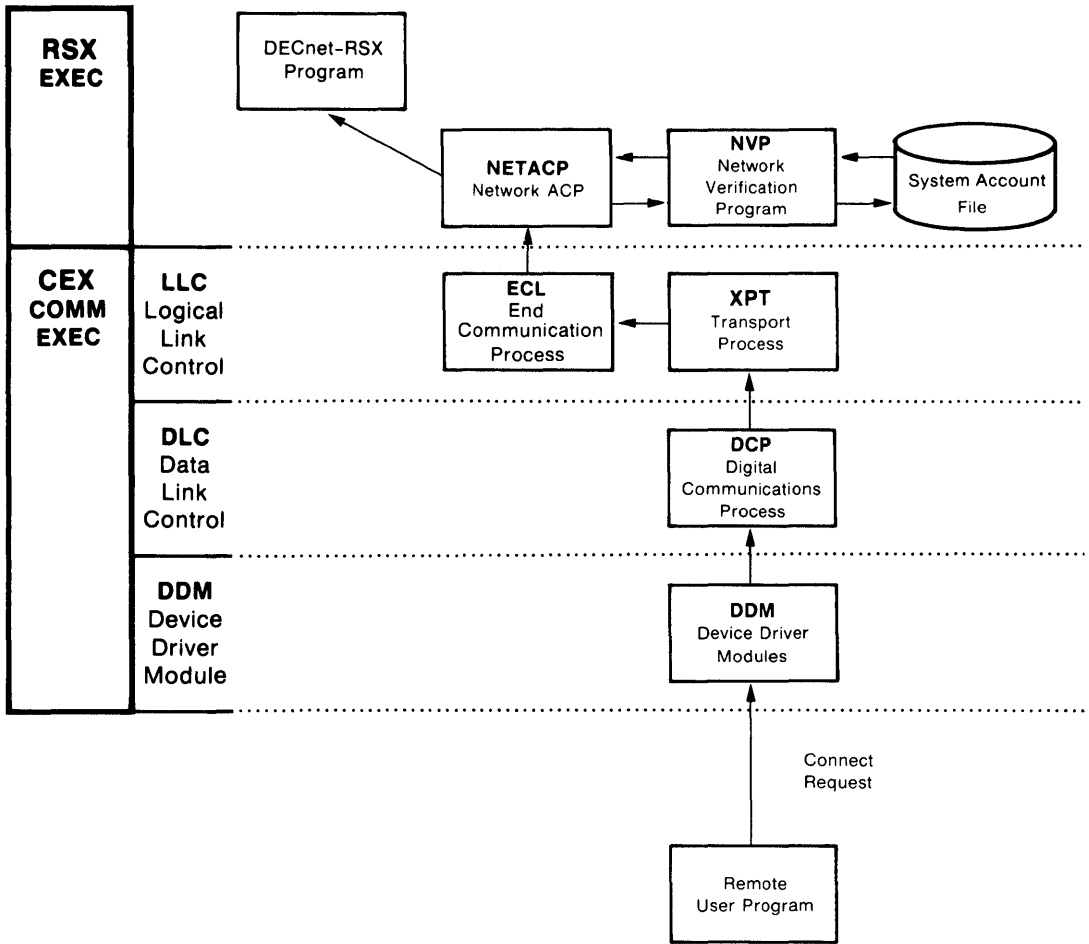 RSX
EXEC
DECnet-RSX
Program
NETACP
Network ACP
NVP
Network
Verification
Program
System Account
File
CEX
COMM
EXEC
LLC
Logical
Link
Control
ECL
End
Communication
Process
XPT
Transport
Process
DLC
Data
Link
Control
DCP
Digital
Communications
Process
DDM
Device
Driver
Module
DDM
Device Driver
Modules
Connect
Request
Remote
User Program